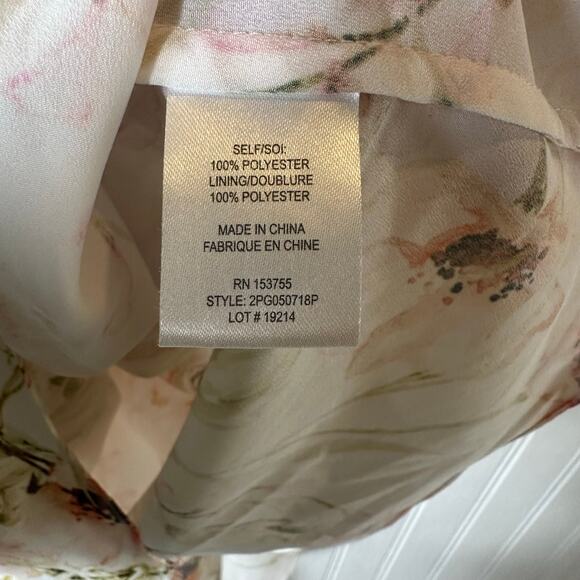 SELF/SOI:
100% POLYESTER
LINING/DOUBLURE
100% POLYESTER
MADE IN CHINA
FABRIQUE EN CHINE
RN 153755
STYLE: 2PG050718P
LOT # 19214